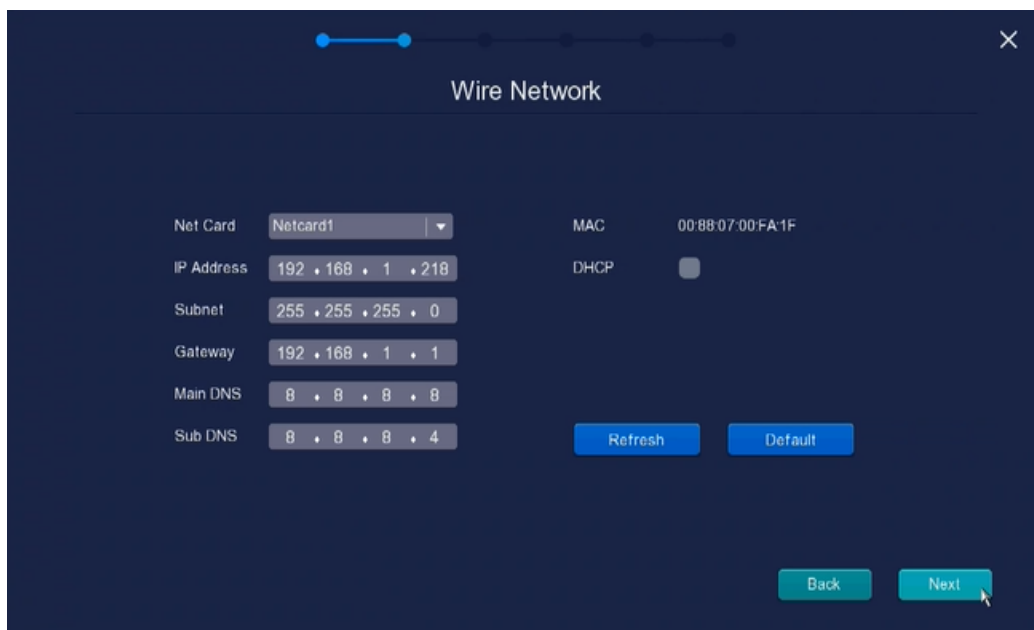 Wire Network
Net Card Netcard1 MAC 00:88:07:00:FA:1F
IP Address 192 . 168 . 1 . 218 DHCP
Subnet 255 . 255 . 255 . 0
Gateway 192 . 168 . 1 . 1
Main DNS 8 . 8 . 8 . 8
Sub DNS 8 . 8 . 8 . 4 Refresh Default
Back Next